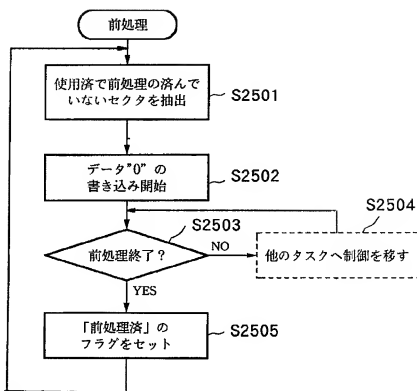 前処理
使用済で前処理の済んで
いないセクタを抽出
S2501
データ"0" の
書き込み開始
S2502
S2503
前処理終了？
NO
S2504
他のタスクへ制御を移す
YES
「前処理済」の
フラグをセット
S2505